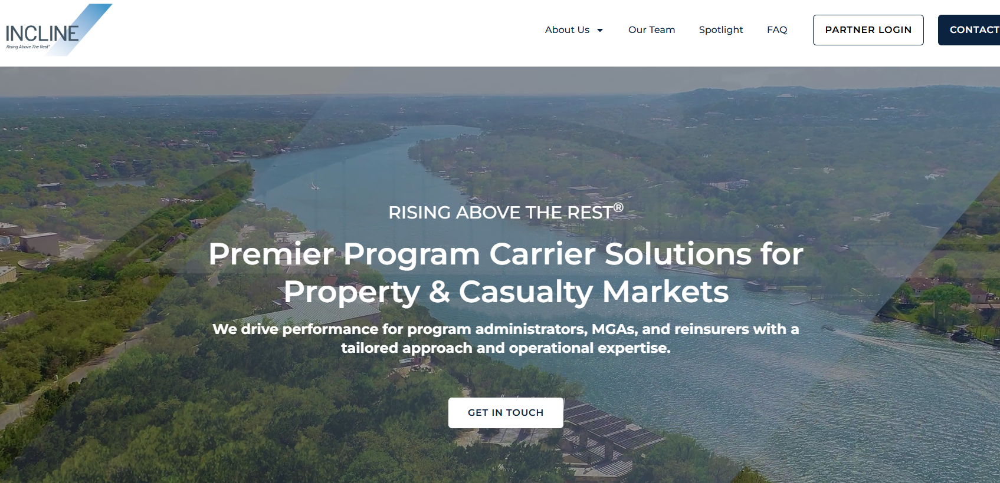 INCLINE
Rising Above The Rest®
About Us
Our Team
Spotlight
FAQ
PARTNER LOGIN
CONTACT
RISING ABOVE THE REST®
Premier Program Carrier Solutions for
Property & Casualty Markets
We drive performance for program administrators, MGAs, and reinsurers with a
tailored approach and operational expertise.
GET IN TOUCH